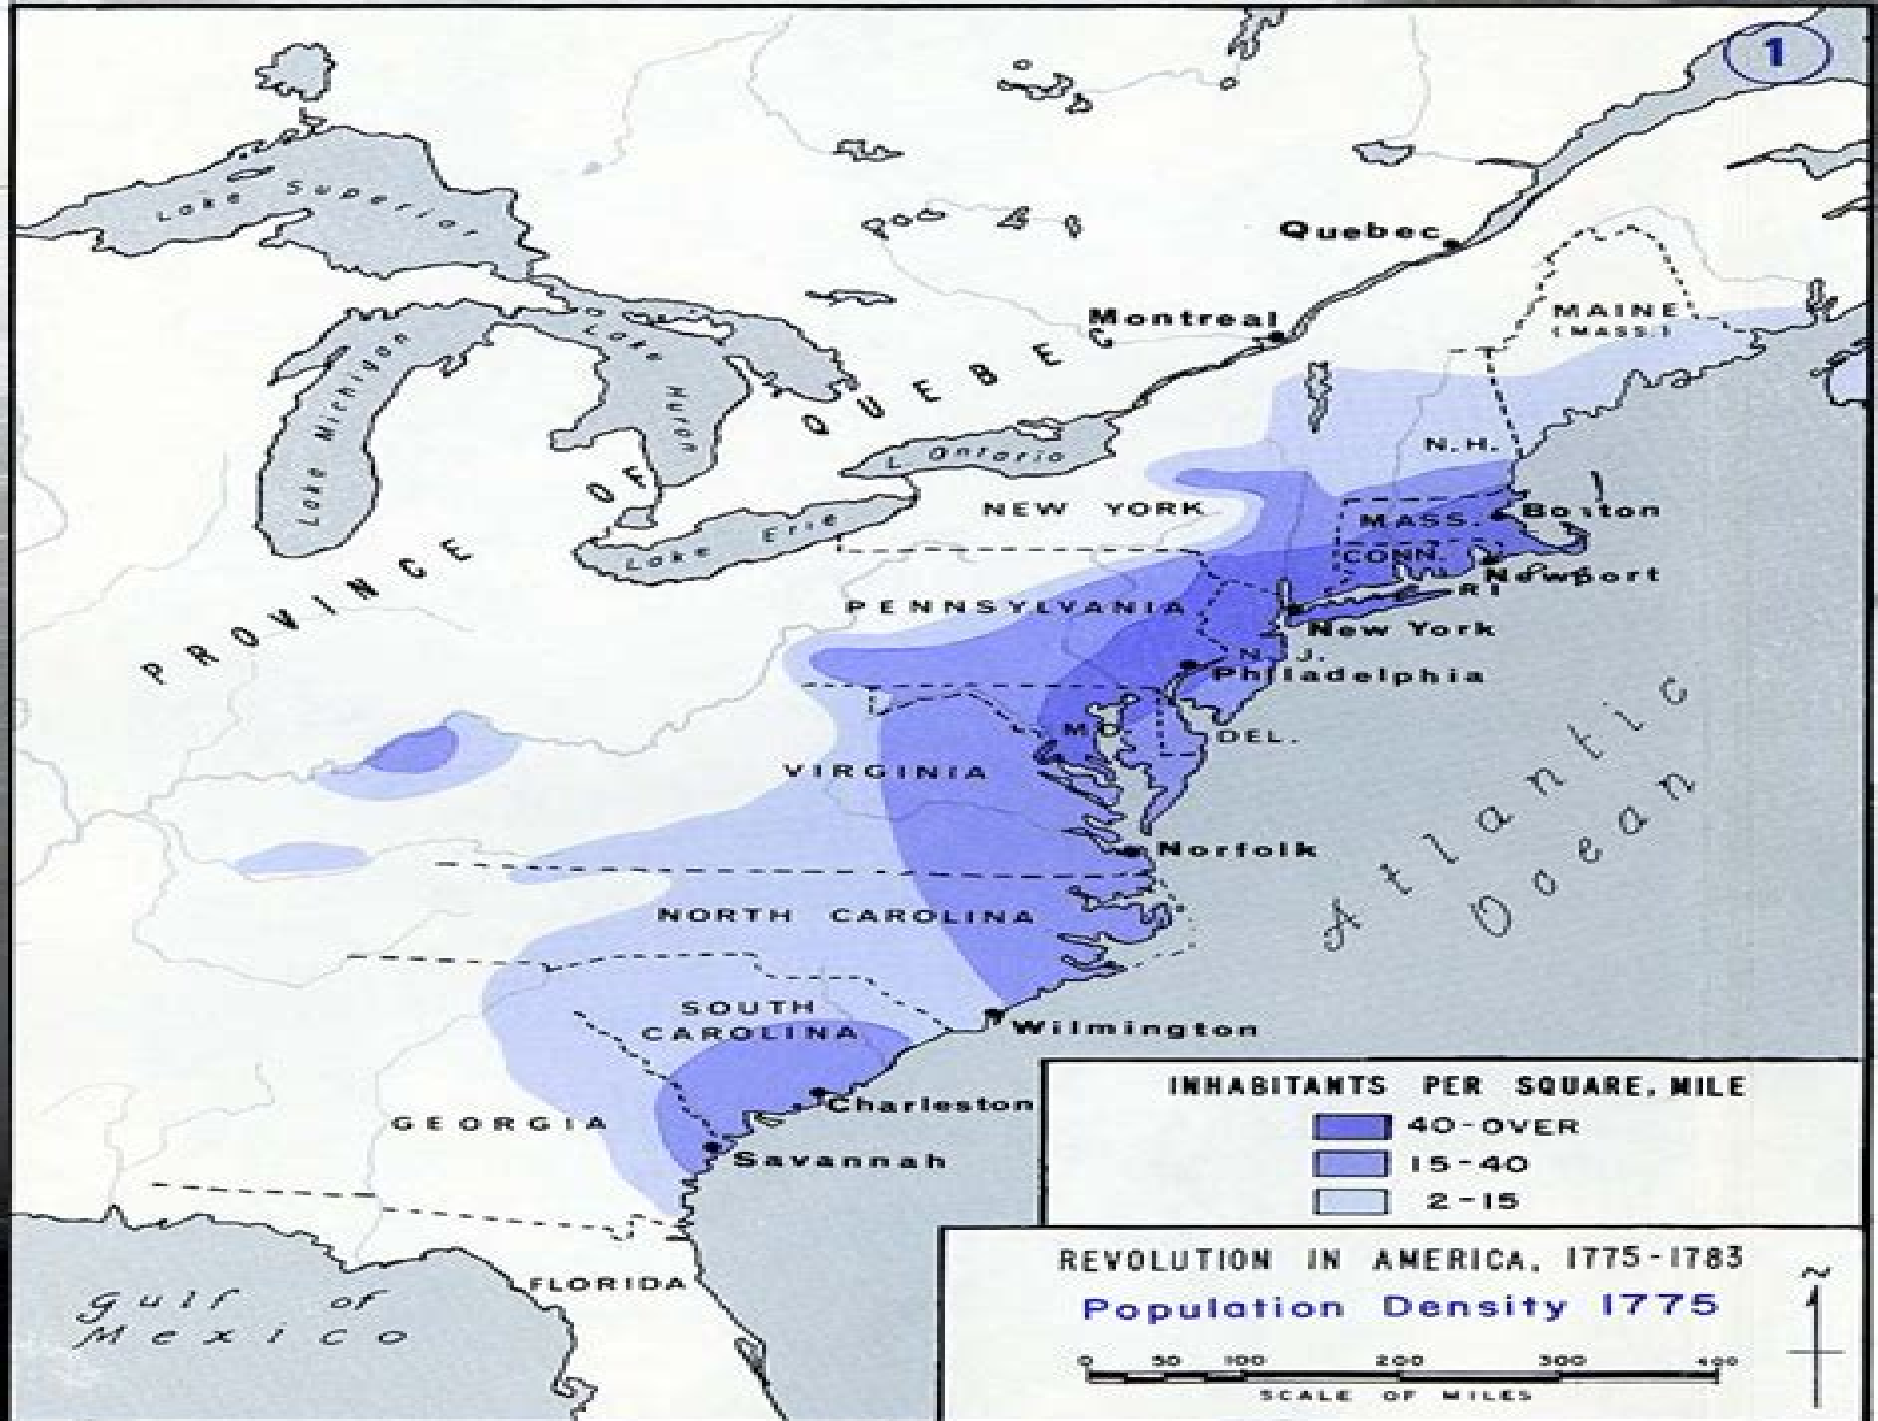 1
Lake Superior
Quebec
MAINE
(MASS.)
Montreal
Lake Michigan
Lake Huron
PROVINCE OF QUEBEC
L Ontario
N.H.
NEW YORK
MASS.
Boston
Lake Erie
CONN.
Newport
R I
PENNSYLVANIA
New York
N. J.
Philadelphia
MD
DEL.
VIRGINIA
Norfolk
Atlantic
Ocean
NORTH CAROLINA
SOUTH
CAROLINA
Wilmington
Charleston
GEORGIA
Savannah
FLORIDA
Gulf of
Mexico
INHABITANTS PER SQUARE, MILE
40-OVER
15-40
2-15
REVOLUTION IN AMERICA, 1775-1783
Population Density 1775
0 50 100 200 300 400
SCALE OF MILES